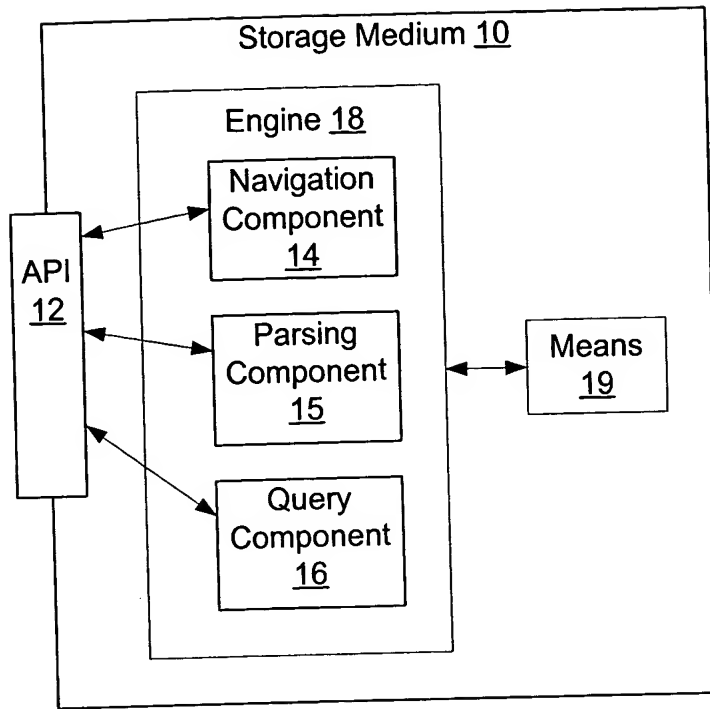 Storage Medium 10
Engine 18
Navigation
Component
14
API
12
Parsing
Component
15
Means
19
Query
Component
16